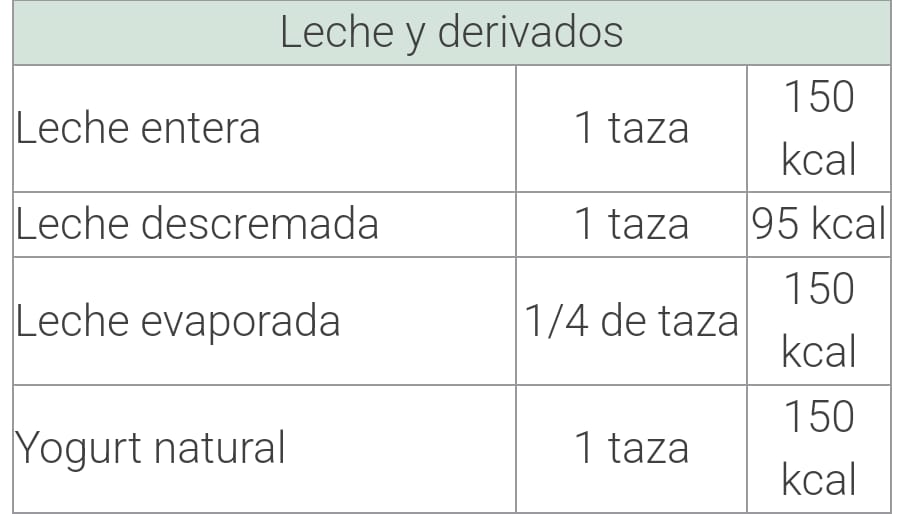 Leche y derivados
Leche entera 1 taza 150 kcal
Leche descremada 1 taza 95 kcal
Leche evaporada 1/4 de taza 150 kcal
Yogurt natural 1 taza 150 kcal